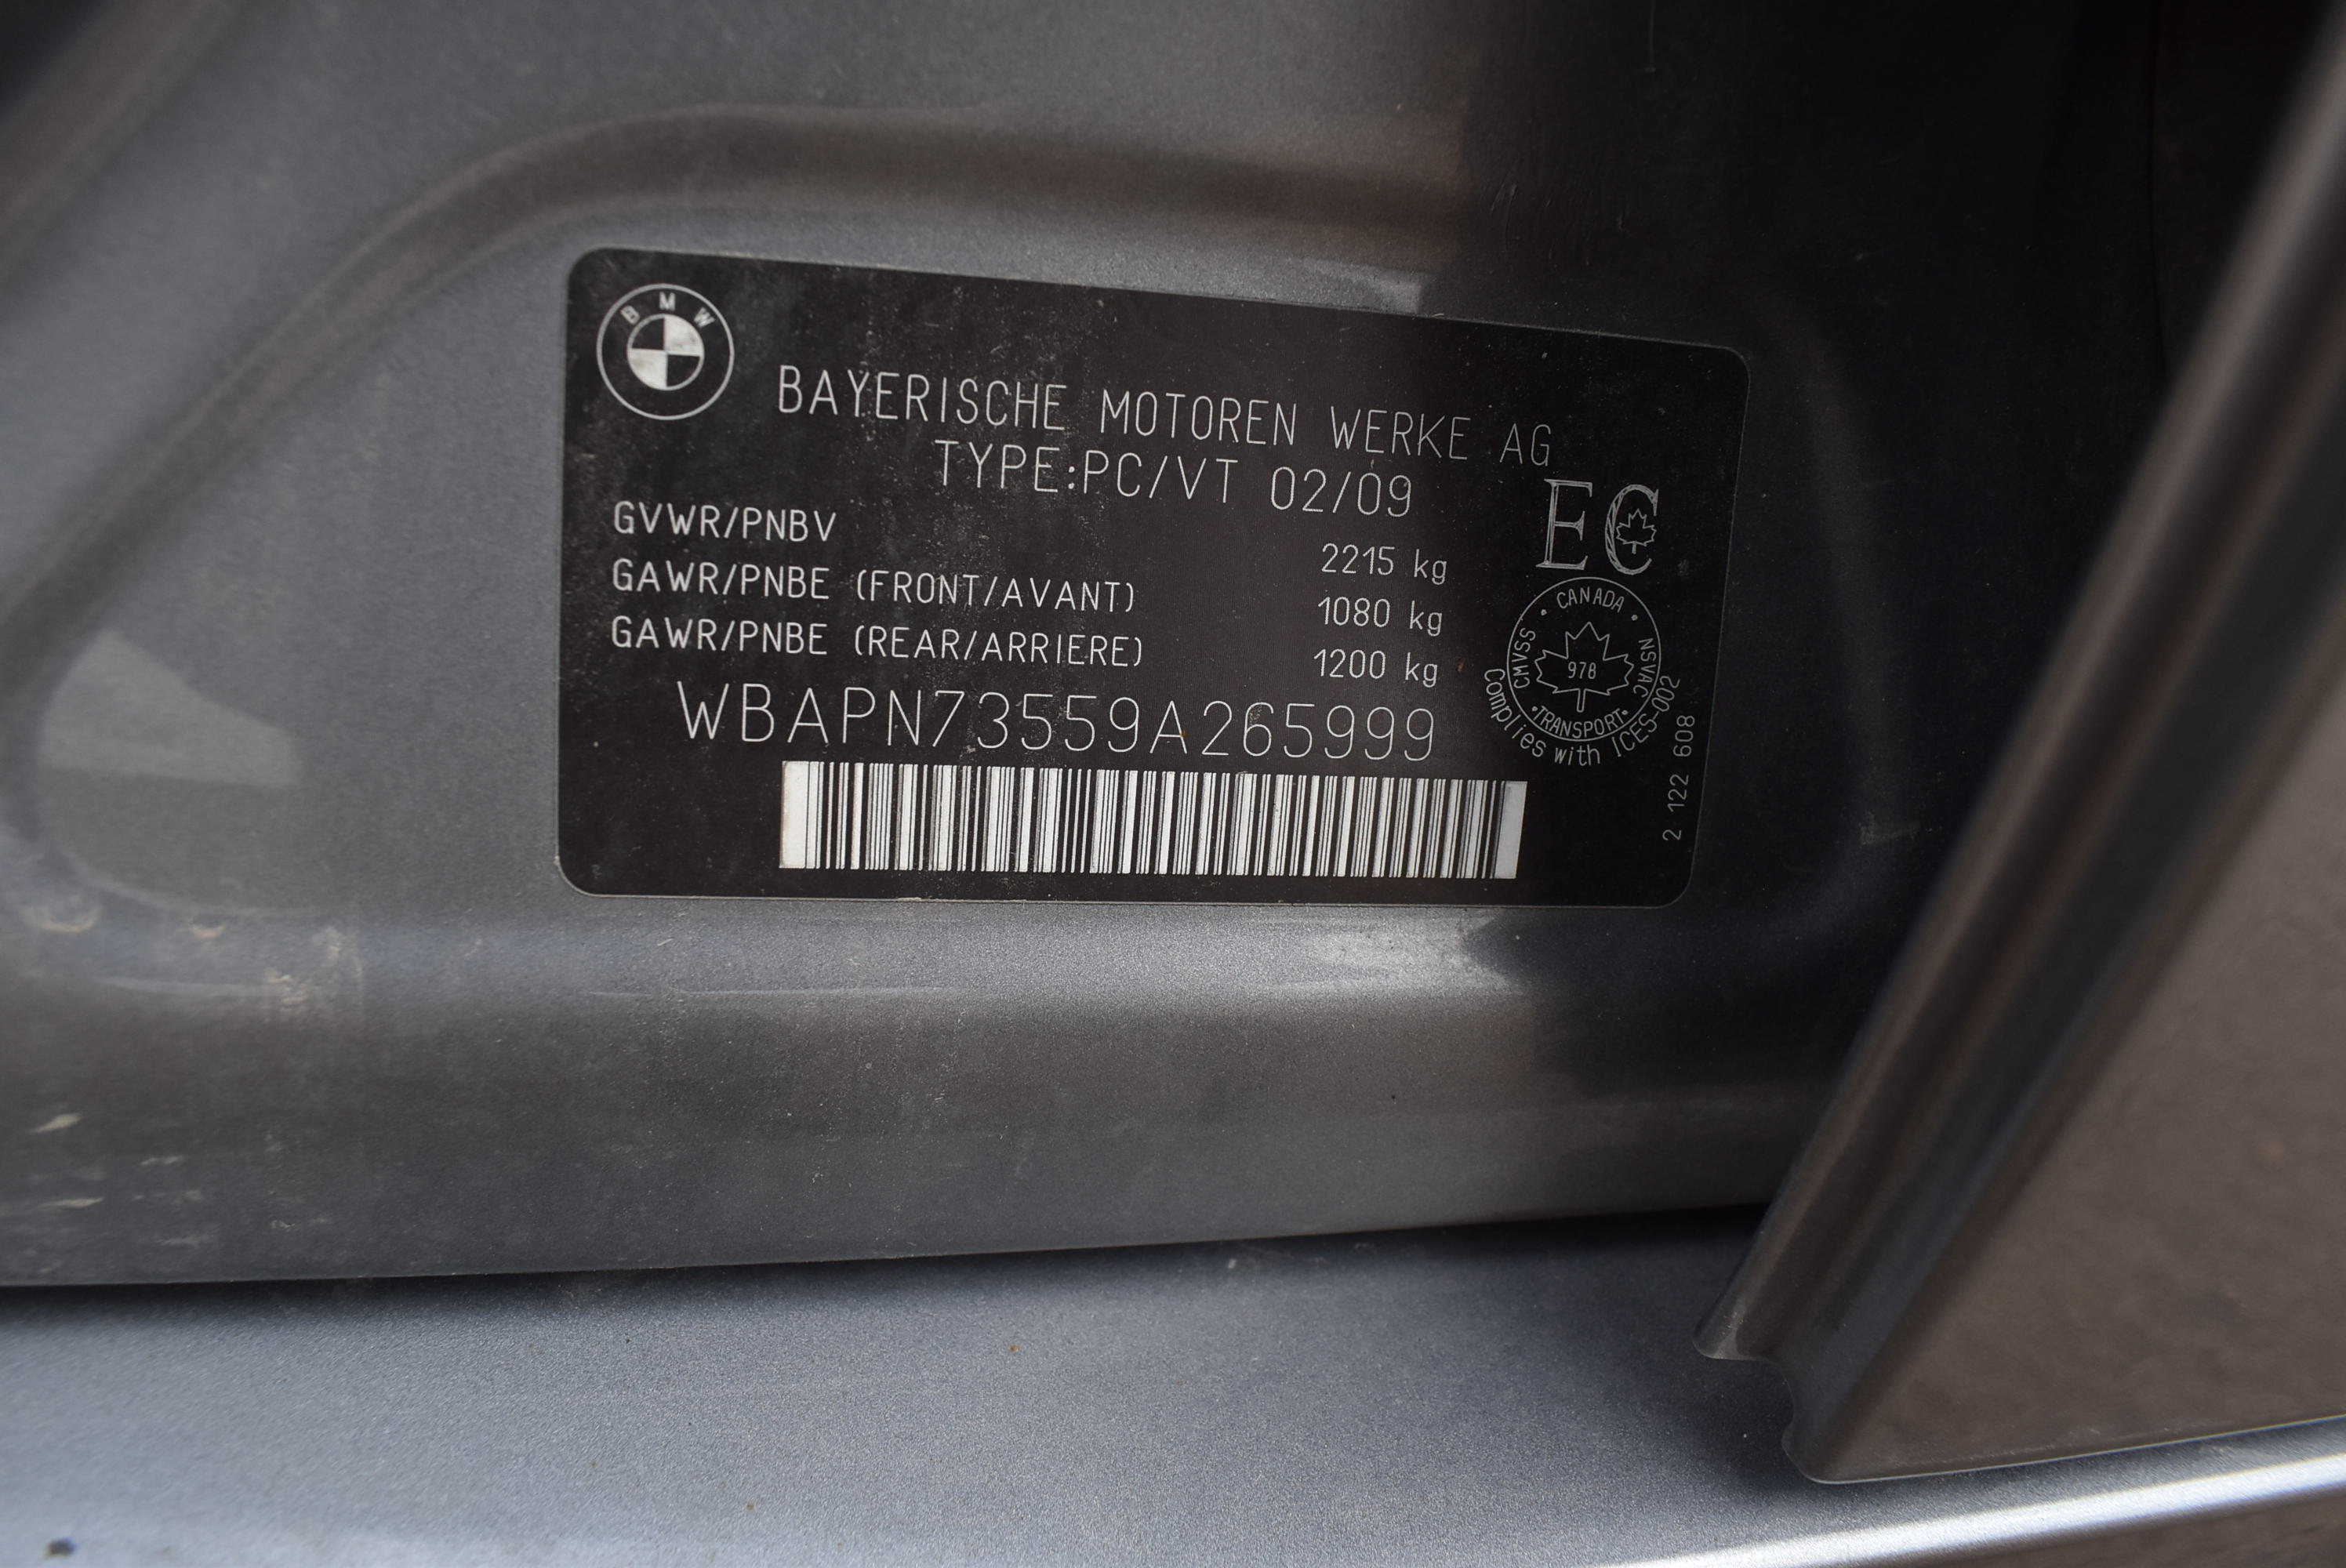 BMW
BAYERISCHE MOTOREN WERKE AG
TYPE:PC/VT 02/09
EC
GVWR/PNBV 2215 kg
GAWR/PNBE (FRONT/AVANT) 1080 kg
GAWR/PNBE (REAR/ARRIERE) 1200 kg
CANADA
CMVSS
NSVAC
978
TRANSPORT
Complies with ICES-002
WBAPN73559A265999
2 122 608